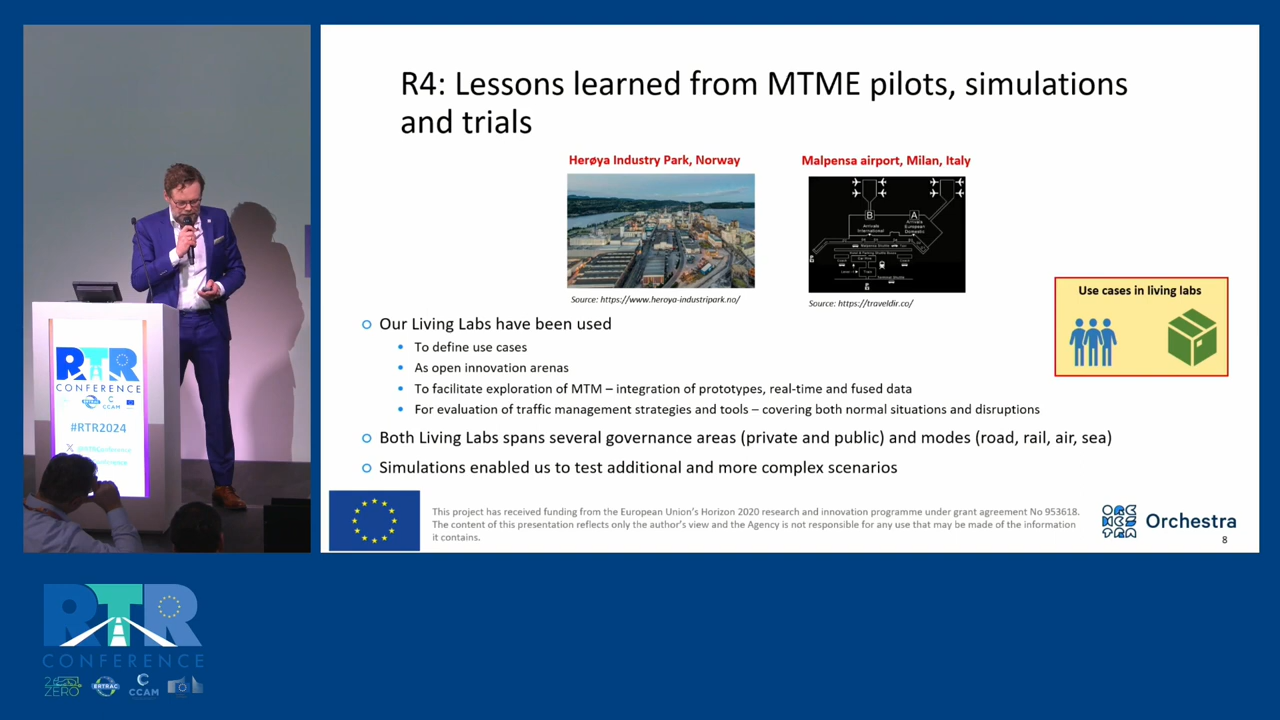 R4: Lessons learned from MTME pilots, simulations
and trials
Herøya Industry Park, Norway
Malpensa airport, Milan, Italy
B
A
Arrivals
International
Arrivals
European
Domestic
Source: https://www.heroya-industripark.no/
Source: https://traveldir.co/
Use cases in living labs
Our Living Labs have been used
To define use cases
As open innovation arenas
To facilitate exploration of MTM – integration of prototypes, real-time and fused data
For evaluation of traffic management strategies and tools – covering both normal situations and disruptions
Both Living Labs spans several governance areas (private and public) and modes (road, rail, air, sea)
Simulations enabled us to test additional and more complex scenarios
This project has received funding from the European Union's Horizon 2020 research and innovation programme under grant agreement No 953618.
The content of this presentation reflects only the author's view and the Agency is not responsible for any use that may be made of the information
it contains.
ORCHESTRA
Orchestra
8
RTR
CONFERENCE
ERTRAC
CCAM
#RTR2024
RTR
CONFERENCE
2ZERO
ERTRAC
CCAM